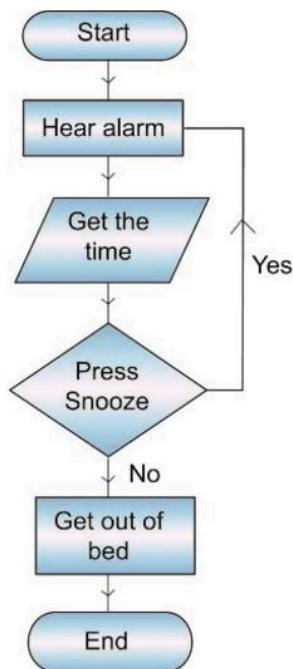 Start
Hear alarm
Get the
time
Yes
Press
Snooze
No
Get out of
bed
End